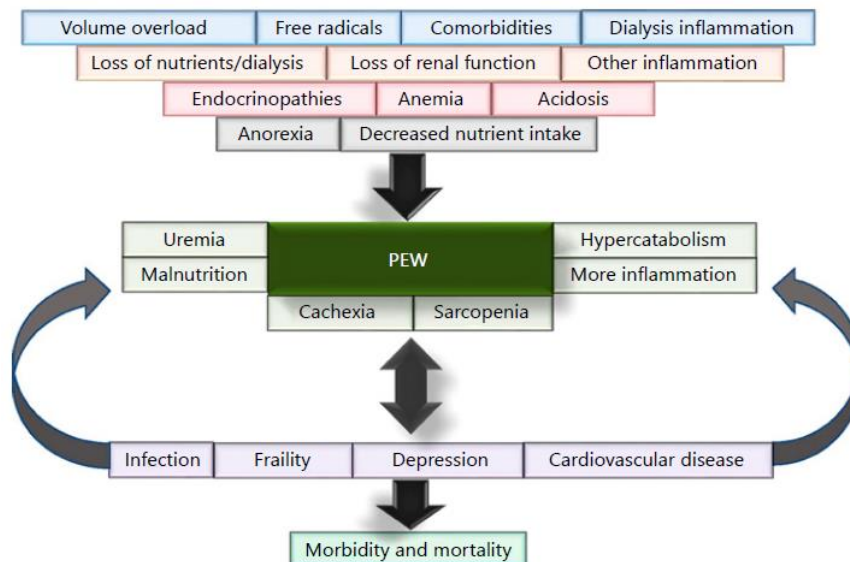 Volume overload Free radicals Comorbidities Dialysis inflammation
Loss of nutrients/dialysis Loss of renal function Other inflammation
Endocrinopathies Anemia Acidosis
Anorexia Decreased nutrient intake
Uremia PEW Hypercatabolism
Malnutrition More inflammation
Cachexia Sarcopenia
Infection Fraility Depression Cardiovascular disease
Morbidity and mortality